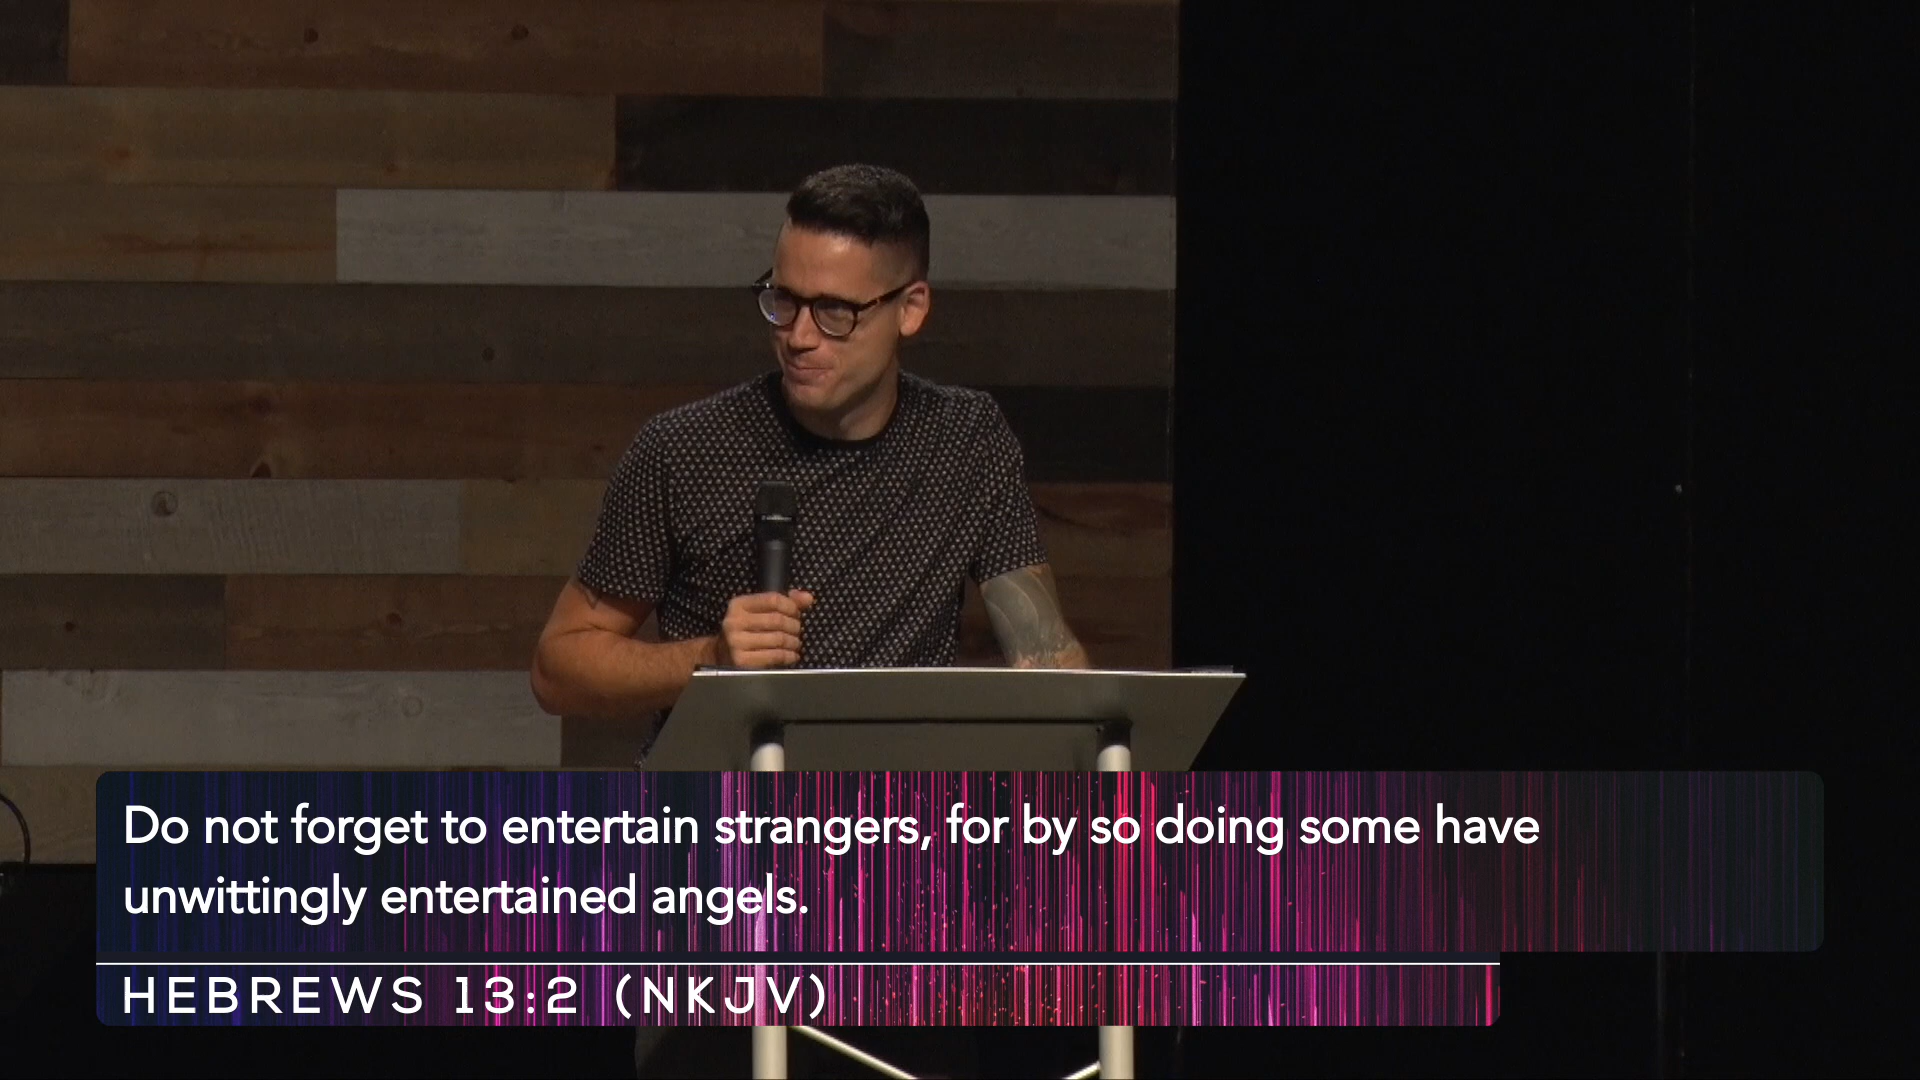 Do not forget to entertain strangers, for by so doing some have
unwittingly entertained angels.
HEBREWS 13:2 (NKJV)